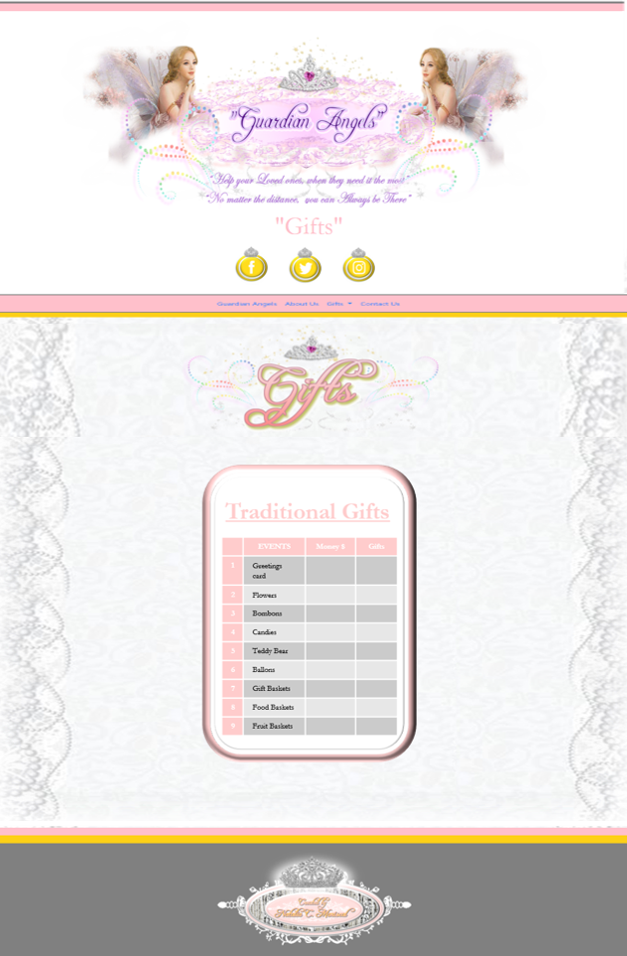 "Guardian Angels"
"Help your Loved ones, when they need it the most"
"No matter the distance, you can Always be There"
"Gifts"
Guardian Angels About Us Gifts Contact Us
Gifts
Traditional Gifts
EVENTS Money $ Gifts
1 Greetings
card
2 Flowers
3 Bombons
4 Candies
5 Teddy Bear
6 Ballons
7 Gift Baskets
8 Food Baskets
9 Fruit Baskets